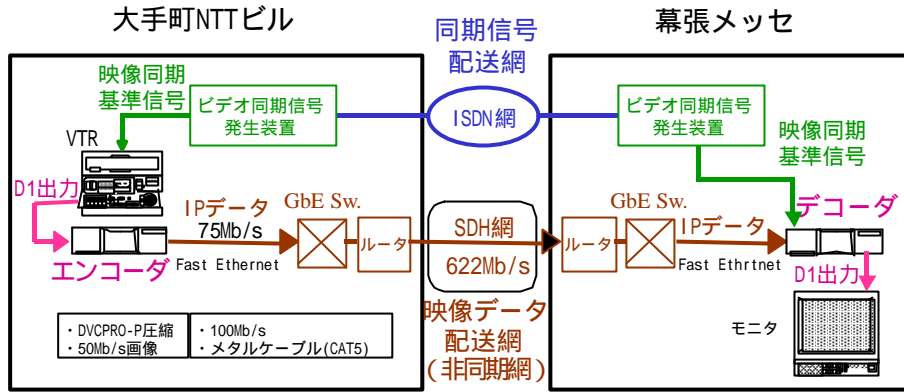 大手町NTTビル
同期信号
配送網
幕張メッセ
映像同期
基準信号
ビデオ同期信号
発生装置
ISDN網
ビデオ同期信号
発生装置
映像同期
基準信号
VTR
D1出力
エンコーダ
IPデータ
75Mb/s
Fast Ethernet
GbE Sw.
ルータ
SDH網
622Mb/s
映像データ
配送網
(非同期網)
ルータ
GbE Sw.
IPデータ
Fast Ethrtnet
デコーダ
D1出力
モニタ
・DVCPRO-P圧縮
・50Mb/s画像
・100Mb/s
・メタルケーブル(CAT5)